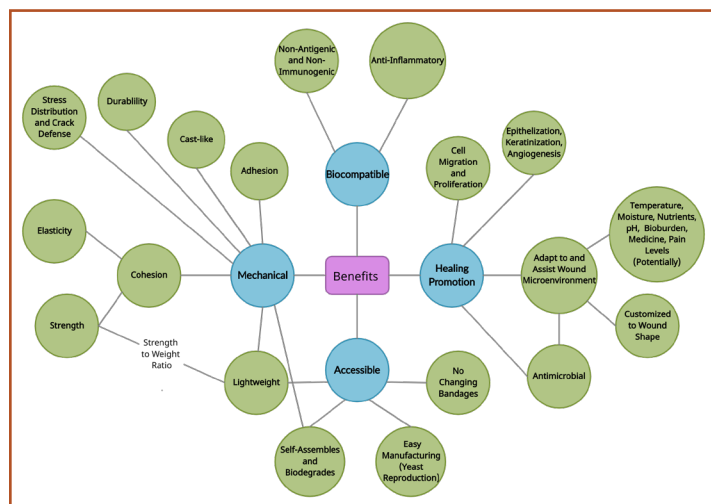 Non-Antigenic
and Non-
Immunogenic
Anti-Inflammatory
Stress
Distribution
and Crack
Defense
Durablility
Cast-like
Adhesion
Biocompatible
Cell
Migration
and
Proliferation
Epithelization,
Keratinization,
Angiogenesis
Temperature,
Moisture, Nutrients,
pH, Bioburden,
Medicine, Pain
Levels
(Potentially)
Elasticity
Cohesion
Mechanical
Benefits
Healing
Promotion
Adapt to and
Assist Wound
Microenvironment
Strength
Strength
to Weight
Ratio
Customized
to Wound
Shape
Lightweight
Accessible
No
Changing
Bandages
Antimicrobial
Self-Assembles
and
Biodegrades
Easy
Manufacturing
(Yeast
Reproduction)